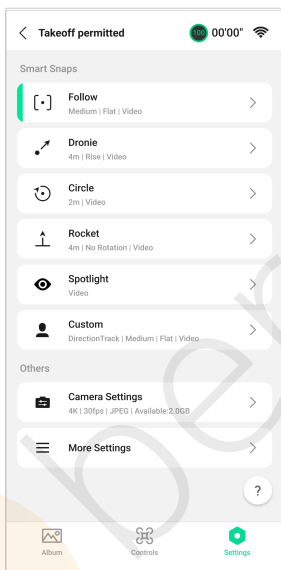 Takeoff permitted
100
00'00"
Smart Snaps
Follow
Medium | Flat | Video
Dronie
4m | Rise | Video
Circle
2m | Video
Rocket
4m | No Rotation | Video
Spotlight
Video
Custom
DirectionTrack | Medium | Flat | Video
Others
Camera Settings
4K | 30fps | JPEG | Available:2.0GB
More Settings
?
Album
Controls
Settings